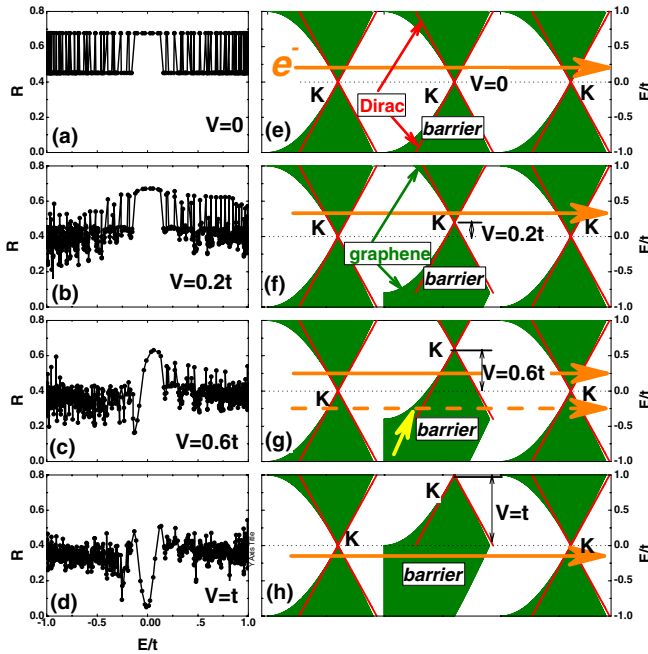 0.8
0.6
0.4
0.2
0.0
R
(a)
V=0
e-
K
Dirac
K
V=0
barrier
K
(e)
1.0
0.5
0.0
-0.5
-1.0
E/t
0.8
0.6
0.4
0.2
0.0
R
(b)
V=0.2t
K
K
V=0.2t
graphene
barrier
K
(f)
1.0
0.5
0.0
-0.5
-1.0
E/t
0.8
0.6
0.4
0.2
0.0
R
(c)
V=0.6t
K
K
V=0.6t
barrier
K
(g)
1.0
0.5
0.0
-0.5
-1.0
E/t
0.8
0.6
0.4
0.2
0.0
R
(d)
V=t
-1.0 -0.5 0.0 0.5 1.0
E/t
K
K
V=t
barrier
K
(h)
1.0
0.5
0.0
-0.5
-1.0
E/t